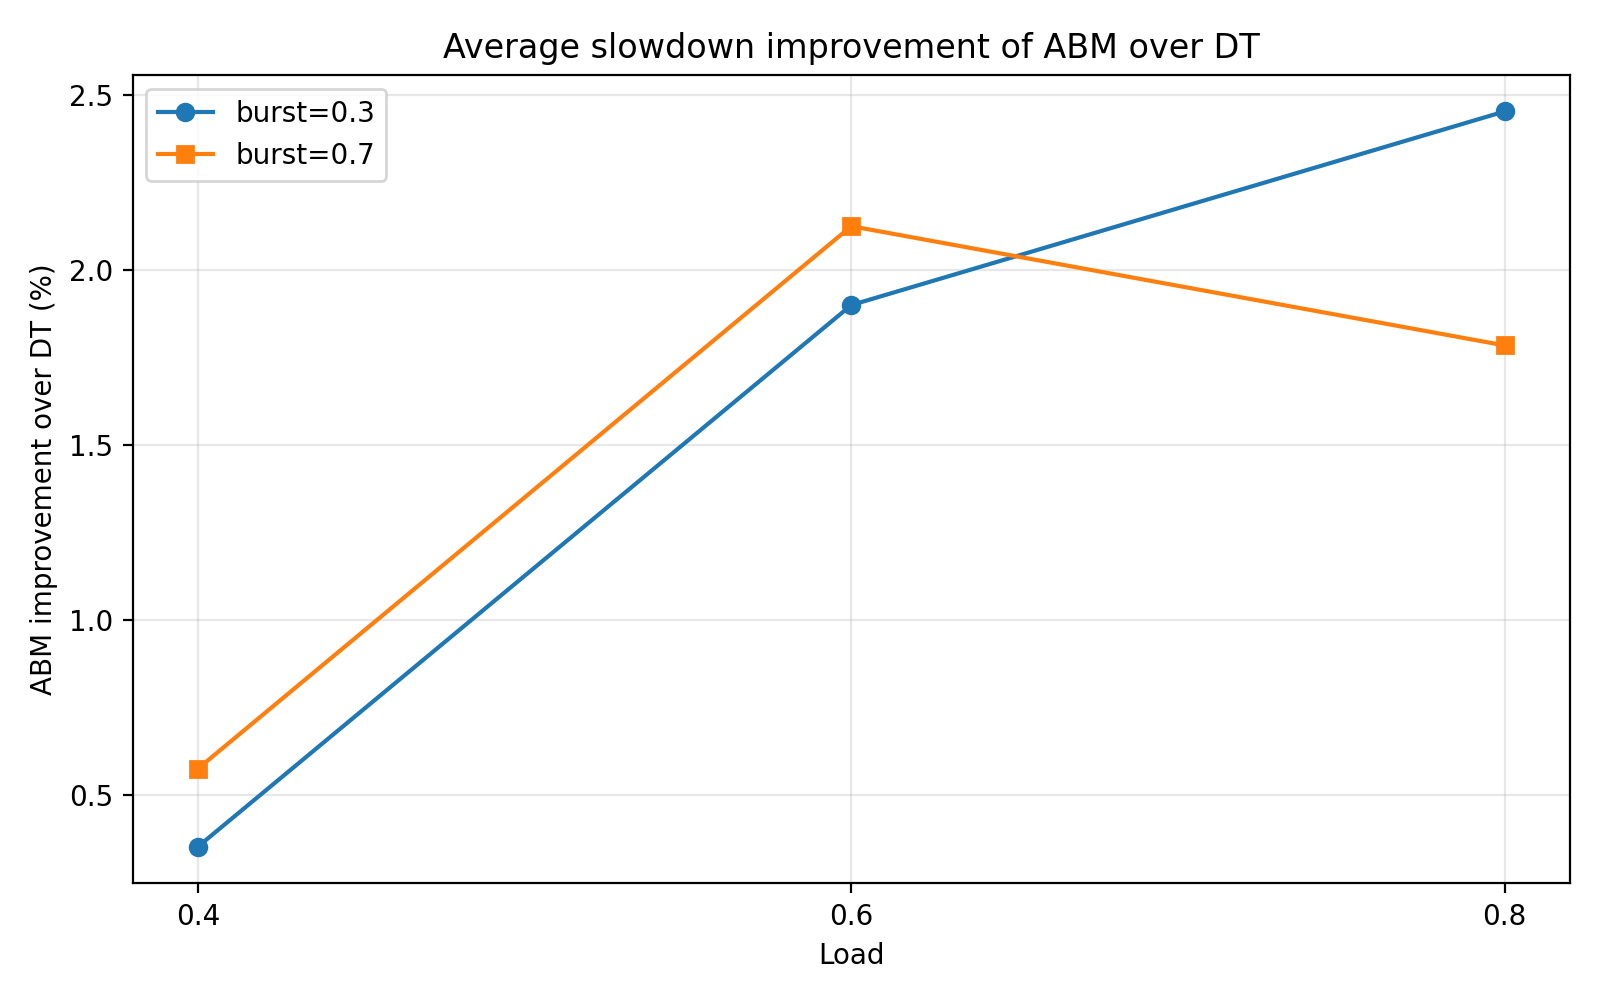 Average slowdown improvement of ABM over DT
burst=0.3
burst=0.7
ABM improvement over DT (%)
2.5
2.0
1.5
1.0
0.5
0.4
0.6
0.8
Load